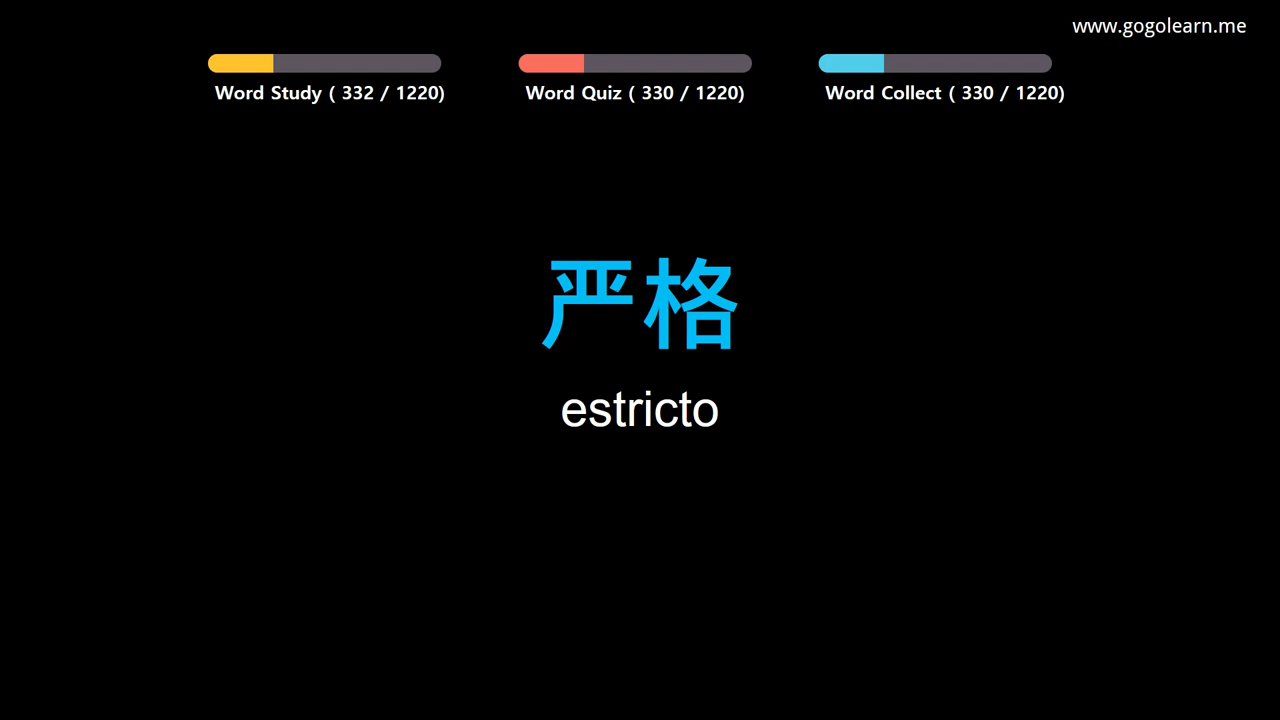 www.gogolearn.me
Word Study ( 332 / 1220)
Word Quiz ( 330 / 1220)
Word Collect ( 330 / 1220)
严格
estricto